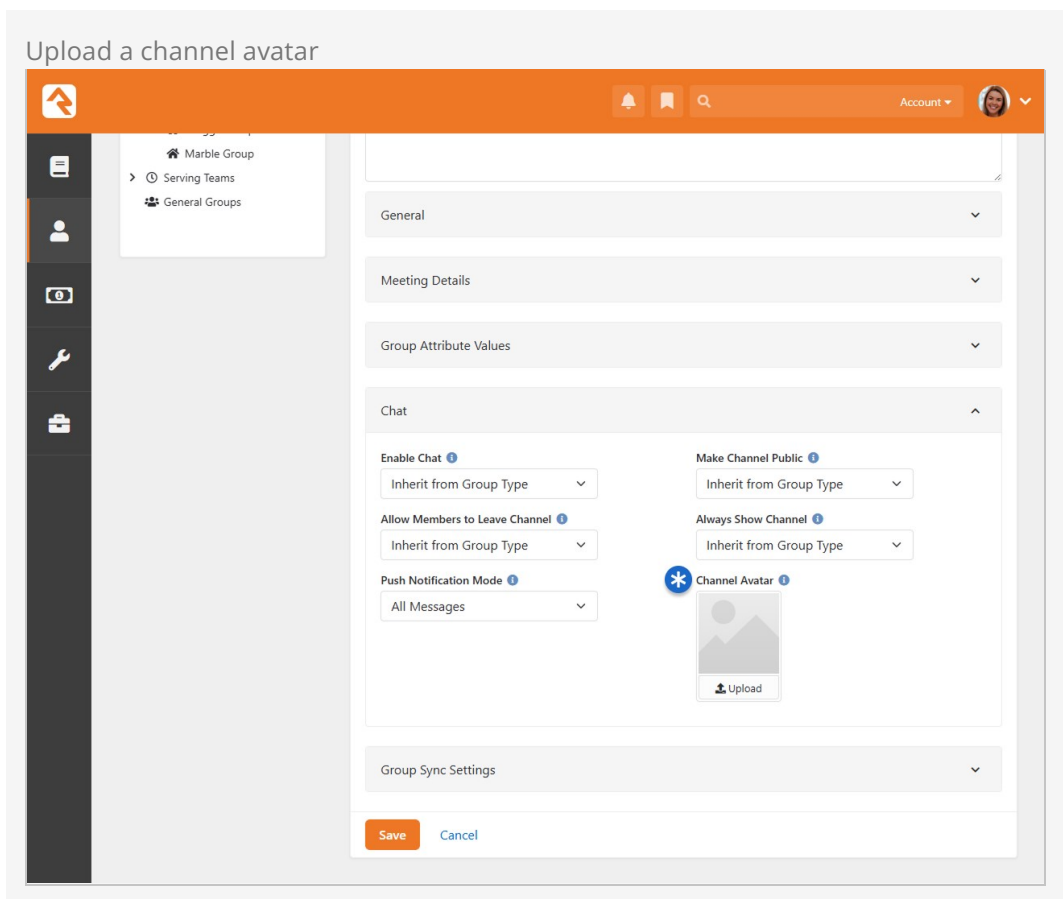 Upload a channel avatar
Account
Marble Group
Serving Teams
General Groups
General
Meeting Details
Group Attribute Values
Chat
Enable Chat
Make Channel Public
Inherit from Group Type
Inherit from Group Type
Allow Members to Leave Channel
Always Show Channel
Inherit from Group Type
Inherit from Group Type
Push Notification Mode
Channel Avatar
All Messages
Upload
Group Sync Settings
Save
Cancel